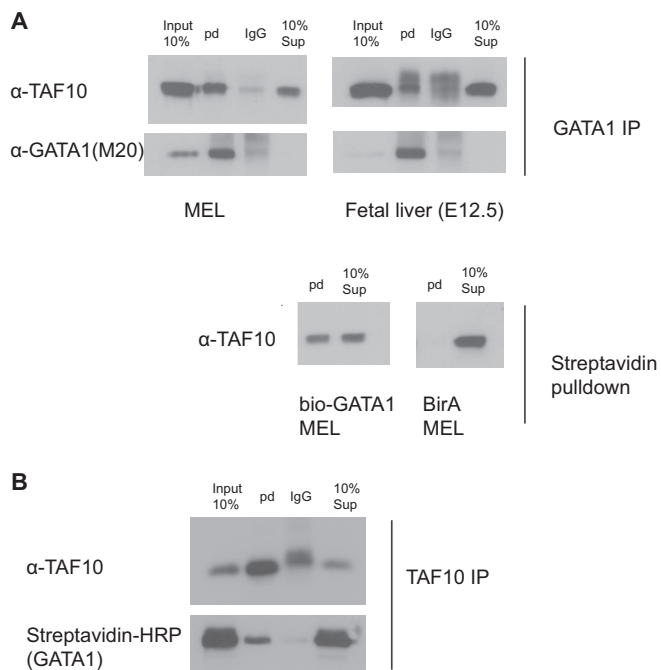 A
Input 10% pd IgG 10% Sup
Input 10% pd IgG 10% Sup
α-TAF10
α-GATA1(M20)
GATA1 IP
MEL
Fetal liver (E12.5)
pd 10% Sup
pd 10% Sup
α-TAF10
Streptavidin
pulldown
bio-GATA1
MEL
BirA
MEL
B
Input 10% pd IgG 10% Sup
α-TAF10
TAF10 IP
Streptavidin-HRP
(GATA1)